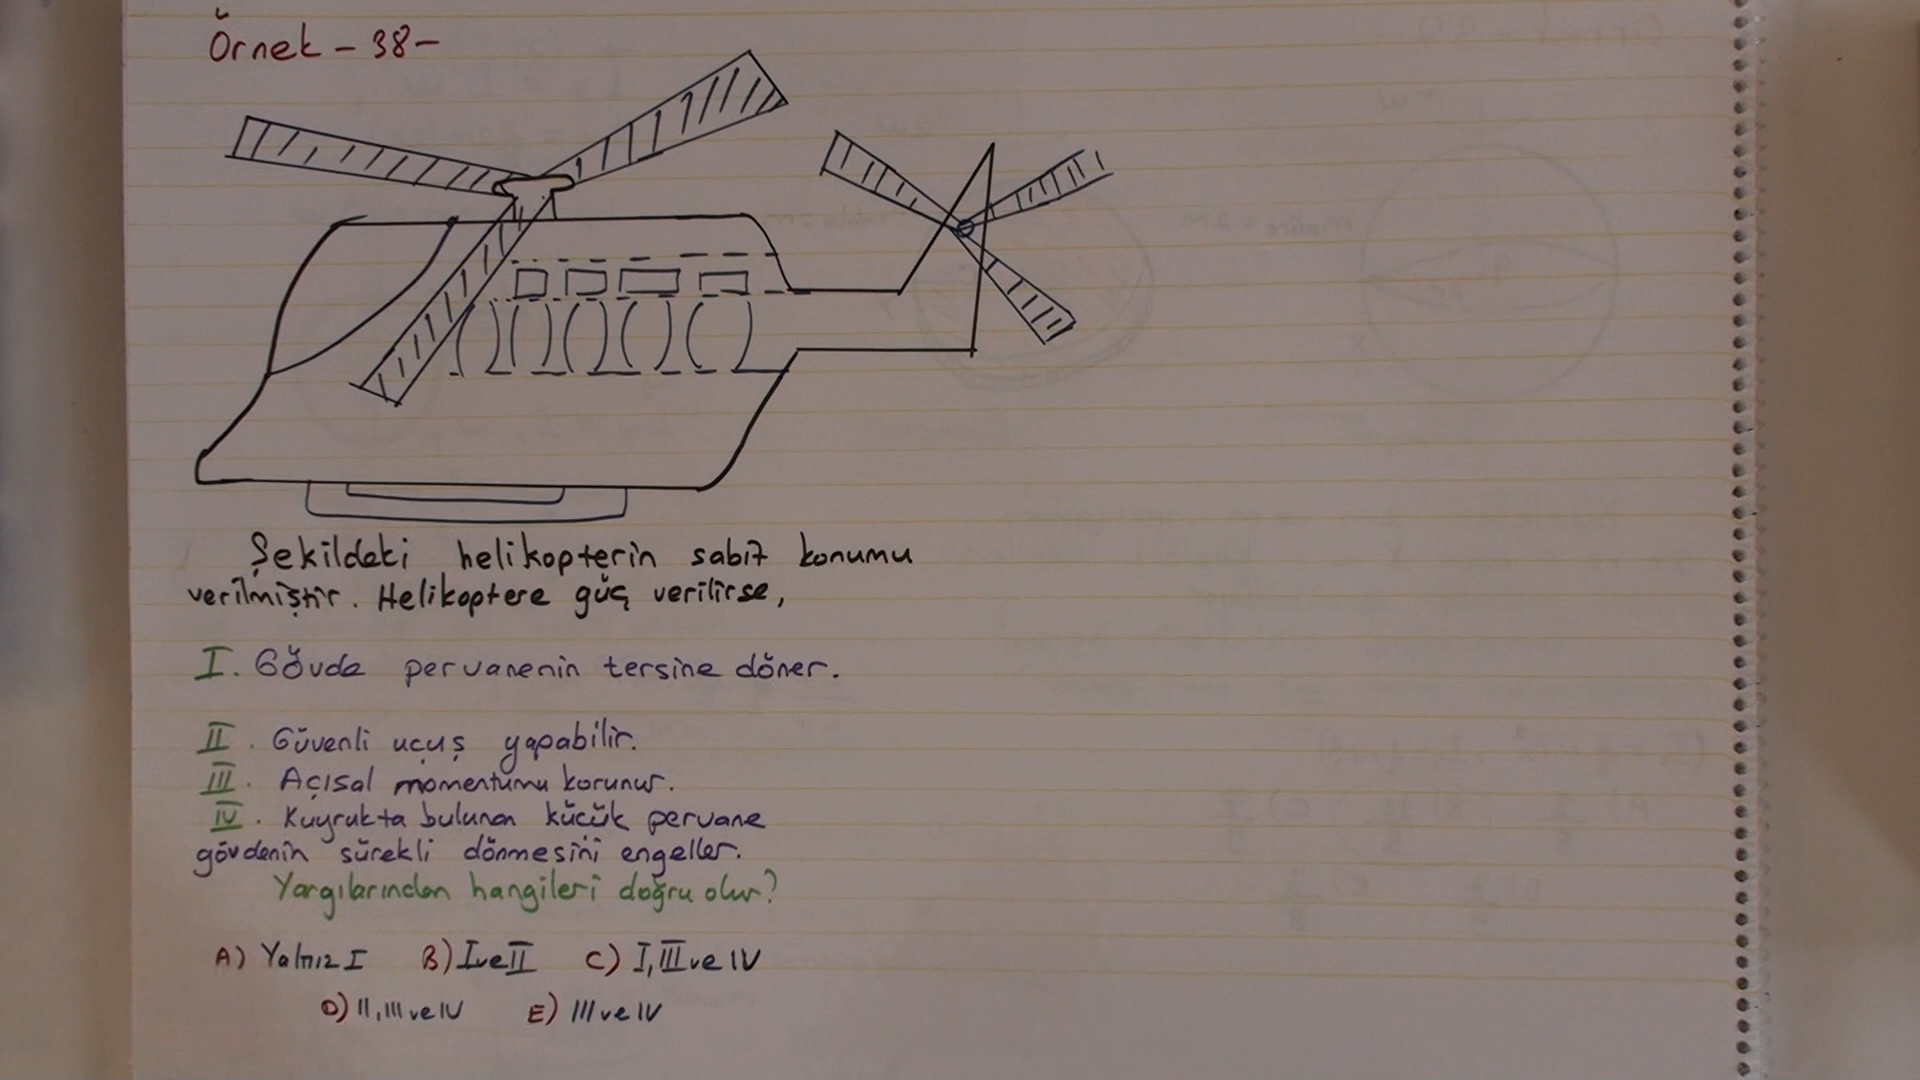 Örnek - 38-
Şekildeki helikopterin sabit konumu
verilmiştir. Helikoptere güç verilirse,
I. Gövde pervanenin tersine döner.
II. Güvenli uçuş yapabilir.
III. Açısal momentumu korunur.
IV. Kuyrukta bulunan küçük pervane
gövdenin sürekli dönmesini engeller.
Yargılarından hangileri doğru olur?
A) Yalnız I B) I ve II C) I, III ve IV
D) II, III ve IV E) III ve IV